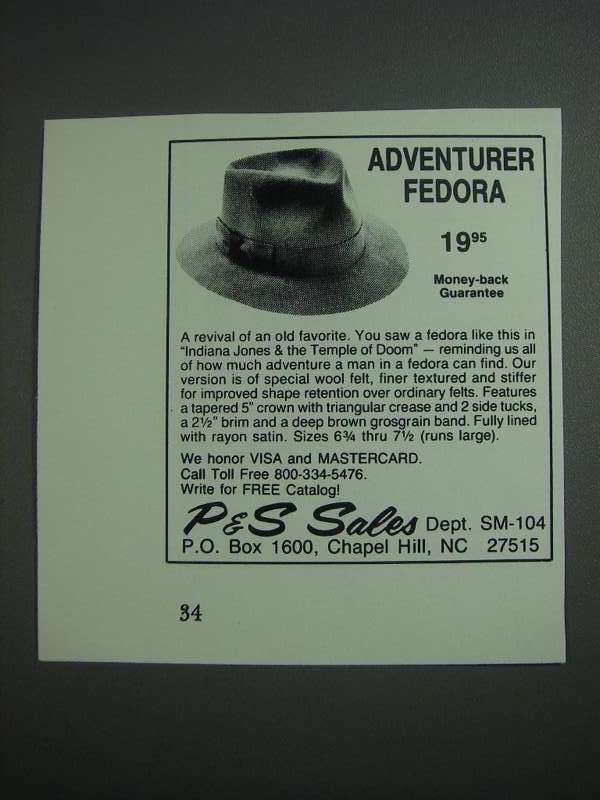 ADVENTURER
FEDORA
19⁹⁵
Money-back
Guarantee
A revival of an old favorite. You saw a fedora like this in
"Indiana Jones & the Temple of Doom" — reminding us all
of how much adventure a man in a fedora can find. Our
version is of special wool felt, finer textured and stiffer
for improved shape retention over ordinary felts. Features
a tapered 5" crown with triangular crease and 2 side tucks,
a 2½" brim and a deep brown grosgrain band. Fully lined
with rayon satin. Sizes 6¾ thru 7½ (runs large).
We honor VISA and MASTERCARD.
Call Toll Free 800-334-5476.
Write for FREE Catalog!
P&S Sales Dept. SM-104
P.O. Box 1600, Chapel Hill, NC 27515
34